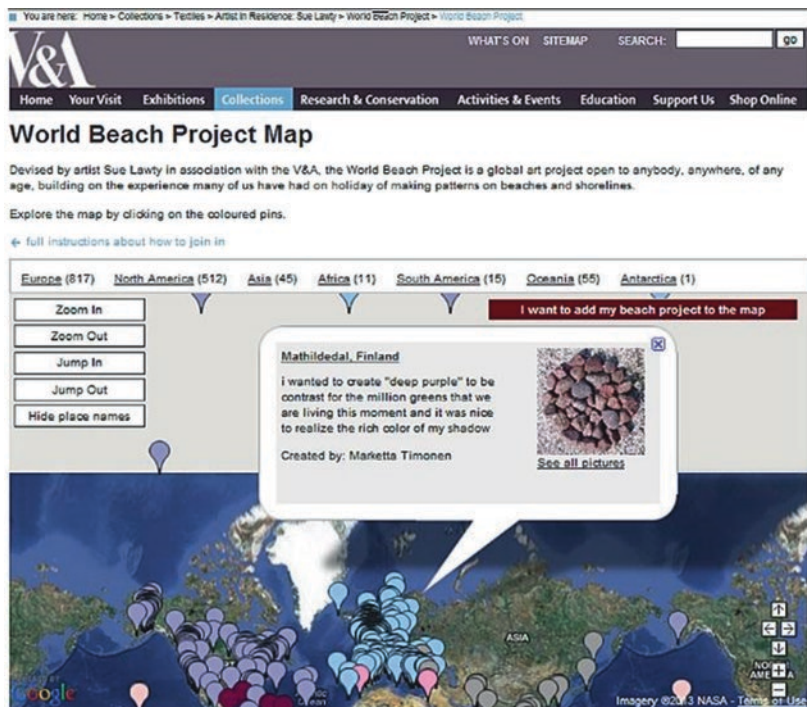 You are here: Home > Collections > Textiles > Artist in Residence: Sue Lawty > World Beach Project > World Beach Project
V&A
WHAT'S ON SITEMAP SEARCH: go
Home Your Visit Exhibitions Collections Research & Conservation Activities & Events Education Support Us Shop Online
World Beach Project Map
Devised by artist Sue Lawty in association with the V&A, the World Beach Project is a global art project open to anybody, anywhere, of any
age, building on the experience many of us have had on holiday of making patterns on beaches and shorelines.
Explore the map by clicking on the coloured pins.
← full instructions about how to join in
Europe (817) North America (512) Asia (45) Africa (11) South America (15) Oceania (55) Antarctica (1)
Zoom In
I want to add my beach project to the map
Zoom Out
Jump In
Jump Out
Hide place names
Mathildedal, Finland
i wanted to create "deep purple" to be
contrast for the million greens that we
are living this moment and it was nice
to realize the rich color of my shadow
Created by: Marketta Timonen
See all pictures
ASIA
Google
Ocean
Imagery ©2013 NASA - Terms of Use